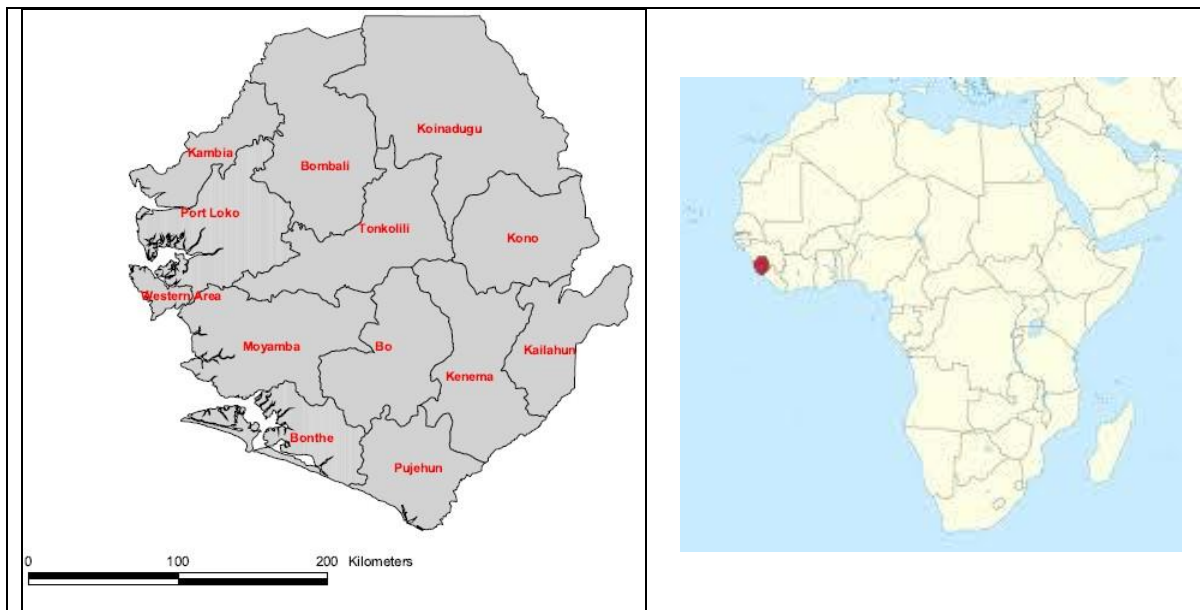 Koinadugu
Kambia
Bombali
Port Loko
Tonkolili
Kono
Western Area
Moyamba
Bo
Kailahun
Kenema
Bonthe
Pujehun
0 100 200 Kilometers